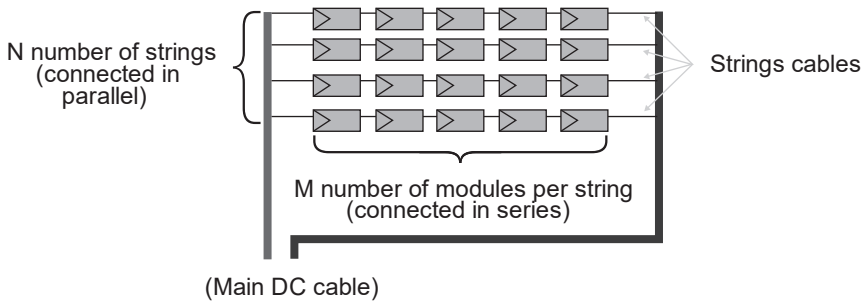 N number of strings
(connected in
parallel)
Strings cables
M number of modules per string
(connected in series)
(Main DC cable)